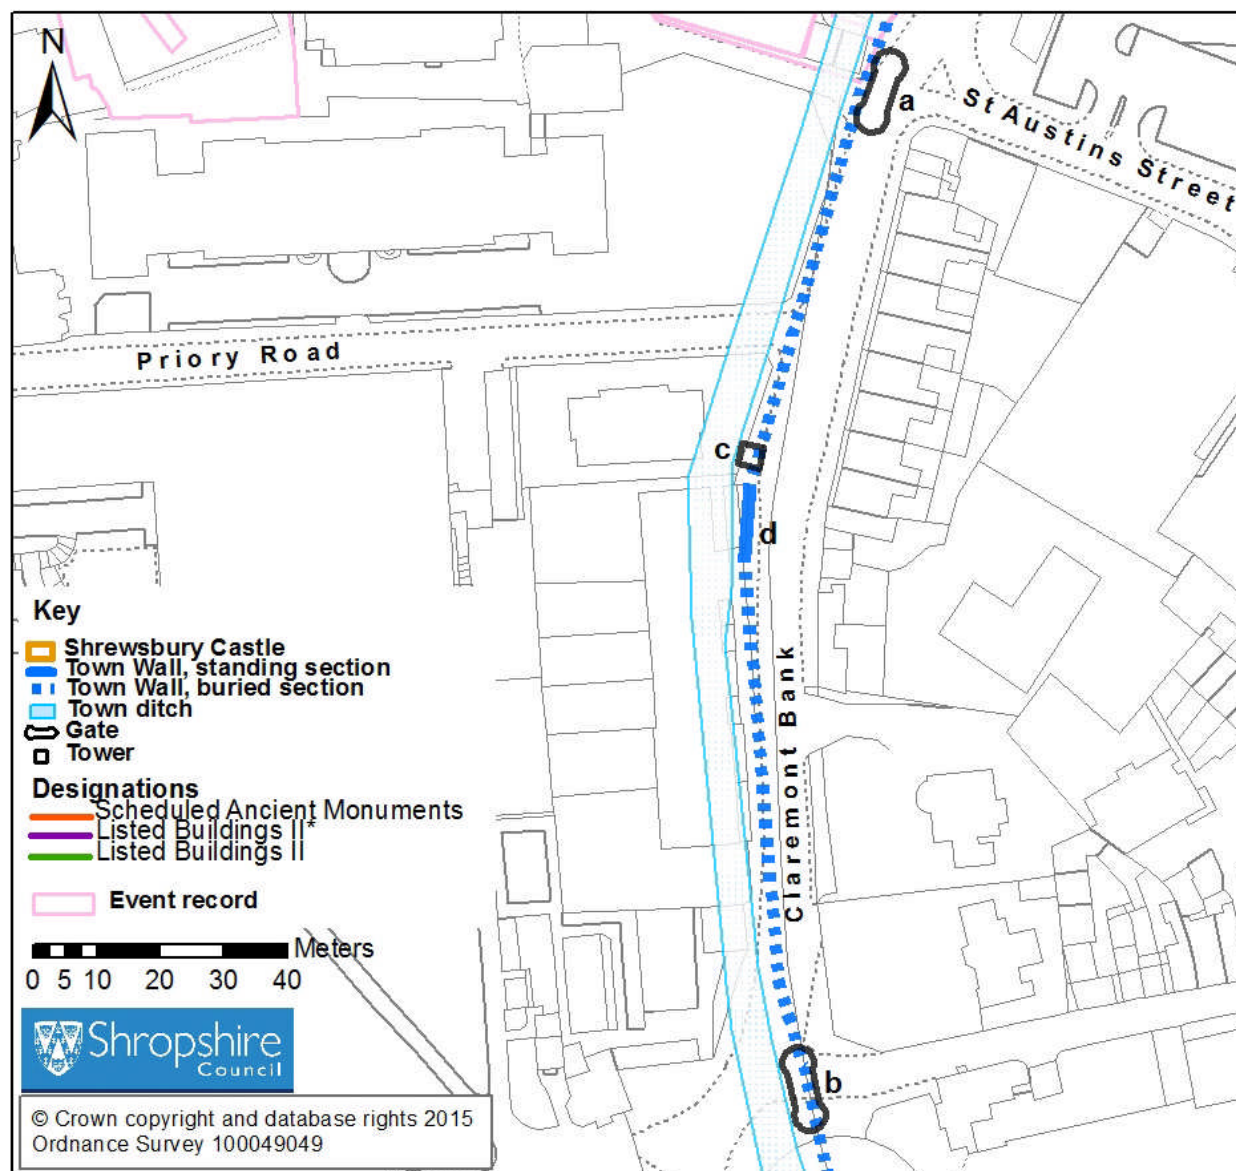 N
a
St Austins Street
Priory Road
c
d
Claremont Bank
b
Key
Shrewsbury Castle
Town Wall, standing section
Town Wall, buried section
Town ditch
Gate
Tower
Designations
Scheduled Ancient Monuments
Listed Buildings II*
Listed Buildings II
Event record
Meters
0 5 10 20 30 40
Shropshire
Council
© Crown copyright and database rights 2015
Ordnance Survey 100049049